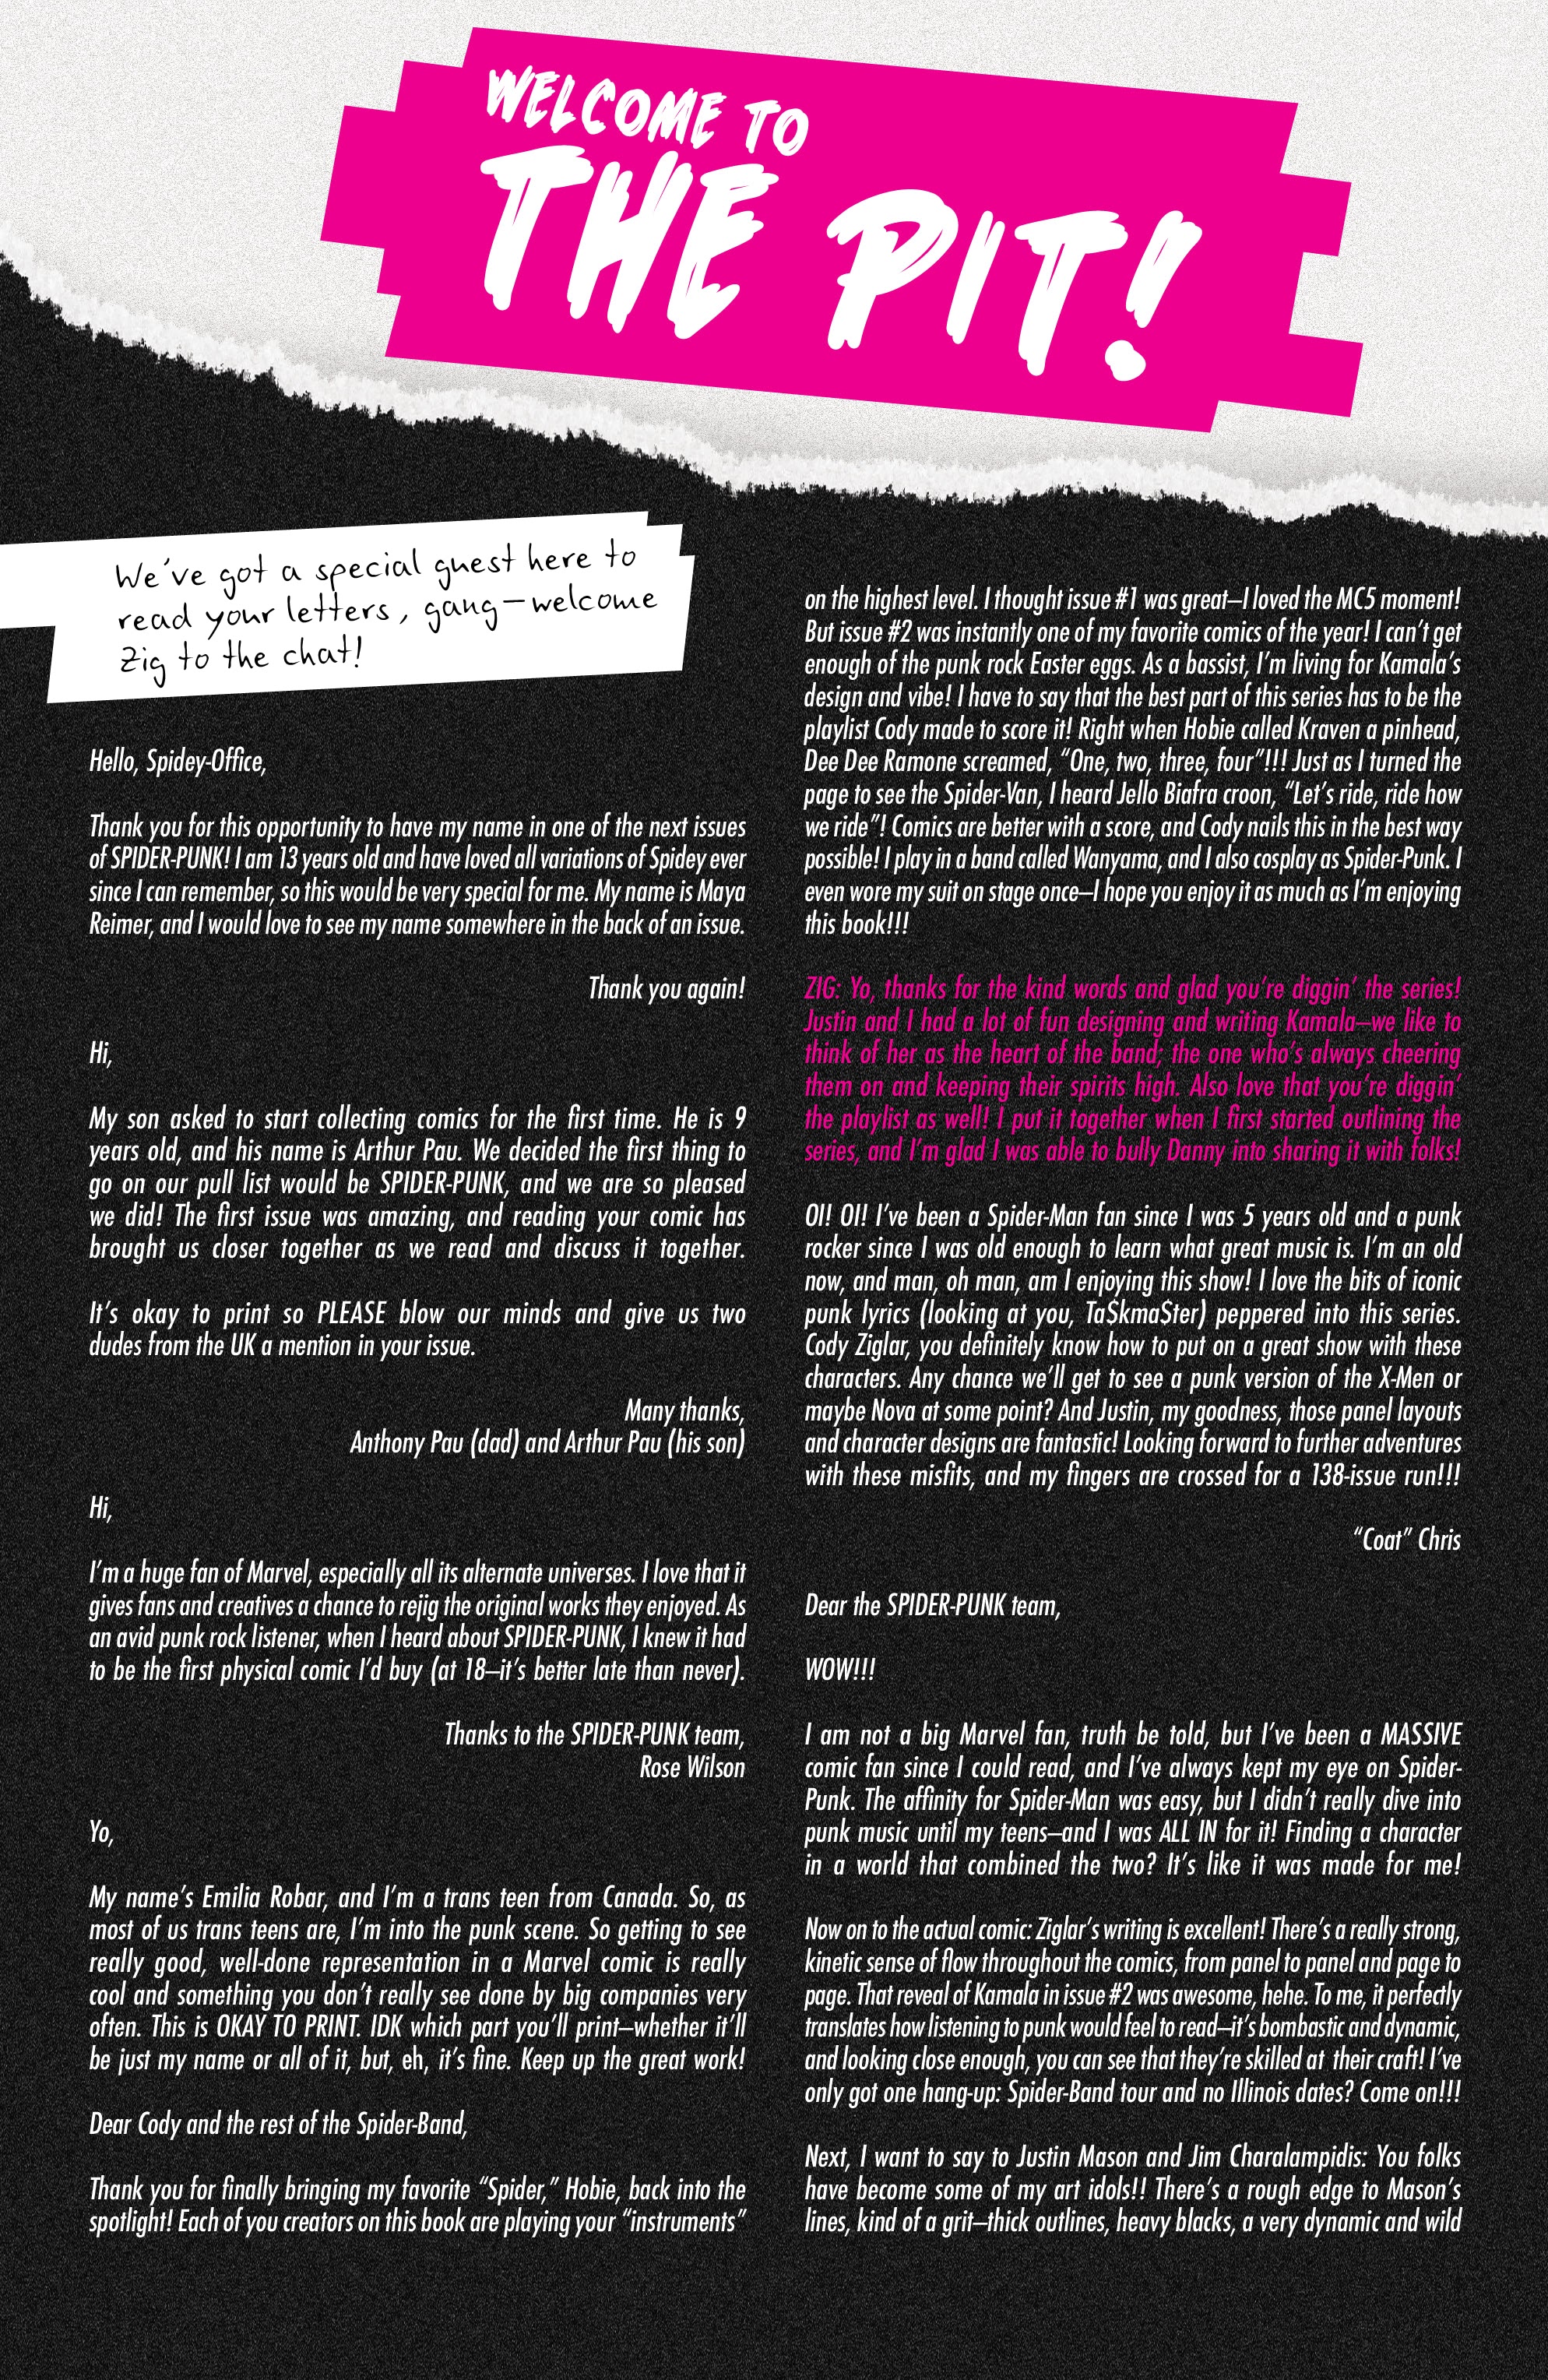 WELCOME TO
THE PIT!
We've got a special guest here to
read your letters, gang—welcome
Zig to the chat!
Hello, Spidey-Office,
Thank you for this opportunity to have my name in one of the next issues
of SPIDER-PUNK! I am 13 years old and have loved all variations of Spidey ever
since I can remember, so this would be very special for me. My name is Maya
Reimer, and I would love to see my name somewhere in the back of an issue.
Thank you again!
Hi,
My son asked to start collecting comics for the first time. He is 9
years old, and his name is Arthur Pau. We decided the first thing to
go on our pull list would be SPIDER-PUNK, and we are so pleased
we did! The first issue was amazing, and reading your comic has
brought us closer together as we read and discuss it together.
It's okay to print so PLEASE blow our minds and give us two
dudes from the UK a mention in your issue.
Many thanks,
Anthony Pau (dad) and Arthur Pau (his son)
Hi,
I'm a huge fan of Marvel, especially all its alternate universes. I love that it
gives fans and creatives a chance to rejig the original works they enjoyed. As
an avid punk rock listener, when I heard about SPIDER-PUNK, I knew it had
to be the first physical comic I'd buy (at 18—it's better late than never).
Thanks to the SPIDER-PUNK team,
Rose Wilson
Yo,
My name's Emilia Robar, and I'm a trans teen from Canada. So, as
most of us trans teens are, I'm into the punk scene. So getting to see
really good, well-done representation in a Marvel comic is really
cool and something you don't really see done by big companies very
often. This is OKAY TO PRINT. IDK which part you'll print—whether it'll
be just my name or all of it, but, eh, it's fine. Keep up the great work!
Dear Cody and the rest of the Spider-Band,
Thank you for finally bringing my favorite “Spider,” Hobie, back into the
spotlight! Each of you creators on this book are playing your “instruments”
on the highest level. I thought issue #1 was great—I loved the MC5 moment!
But issue #2 was instantly one of my favorite comics of the year! I can't get
enough of the punk rock Easter eggs. As a bassist, I'm living for Kamala's
design and vibe! I have to say that the best part of this series has to be the
playlist Cody made to score it! Right when Hobie called Kraven a pinhead,
Dee Dee Ramone screamed, “One, two, three, four”!!! Just as I turned the
page to see the Spider-Van, I heard Jello Biafra croon, “Let's ride, ride how
we ride”! Comics are better with a score, and Cody nails this in the best way
possible! I play in a band called Wanyama, and I also cosplay as Spider-Punk. I
even wore my suit on stage once—I hope you enjoy it as much as I'm enjoying
this book!!!
ZIG: Yo, thanks for the kind words and glad you're diggin' the series!
Justin and I had a lot of fun designing and writing Kamala—we like to
think of her as the heart of the band; the one who's always cheering
them on and keeping their spirits high. Also love that you're diggin'
the playlist as well! I put it together when I first started outlining the
series, and I'm glad I was able to bully Danny into sharing it with folks!
OI! OI! I've been a Spider-Man fan since I was 5 years old and a punk
rocker since I was old enough to learn what great music is. I'm an old
now, and man, oh man, am I enjoying this show! I love the bits of iconic
punk lyrics (looking at you, Ta$kma$ter) peppered into this series.
Cody Ziglar, you definitely know how to put on a great show with these
characters. Any chance we'll get to see a punk version of the X-Men or
maybe Nova at some point? And Justin, my goodness, those panel layouts
and character designs are fantastic! Looking forward to further adventures
with these misfits, and my fingers are crossed for a 138-issue run!!!
“Coat” Chris
Dear the SPIDER-PUNK team,
WOW!!!
I am not a big Marvel fan, truth be told, but I've been a MASSIVE
comic fan since I could read, and I've always kept my eye on Spider-
Punk. The affinity for Spider-Man was easy, but I didn't really dive into
punk music until my teens—and I was ALL IN for it! Finding a character
in a world that combined the two? It's like it was made for me!
Now on to the actual comic: Ziglar's writing is excellent! There's a really strong,
kinetic sense of flow throughout the comics, from panel to panel and page to
page. That reveal of Kamala in issue #2 was awesome, hehe. To me, it perfectly
translates how listening to punk would feel to read—it's bombastic and dynamic,
and looking close enough, you can see that they're skilled at their craft! I've
only got one hang-up: Spider-Band tour and no Illinois dates? Come on!!!
Next, I want to say to Justin Mason and Jim Charalampidis: You folks
have become some of my art idols!! There's a rough edge to Mason's
lines, kind of a grit—thick outlines, heavy blacks, a very dynamic and wild